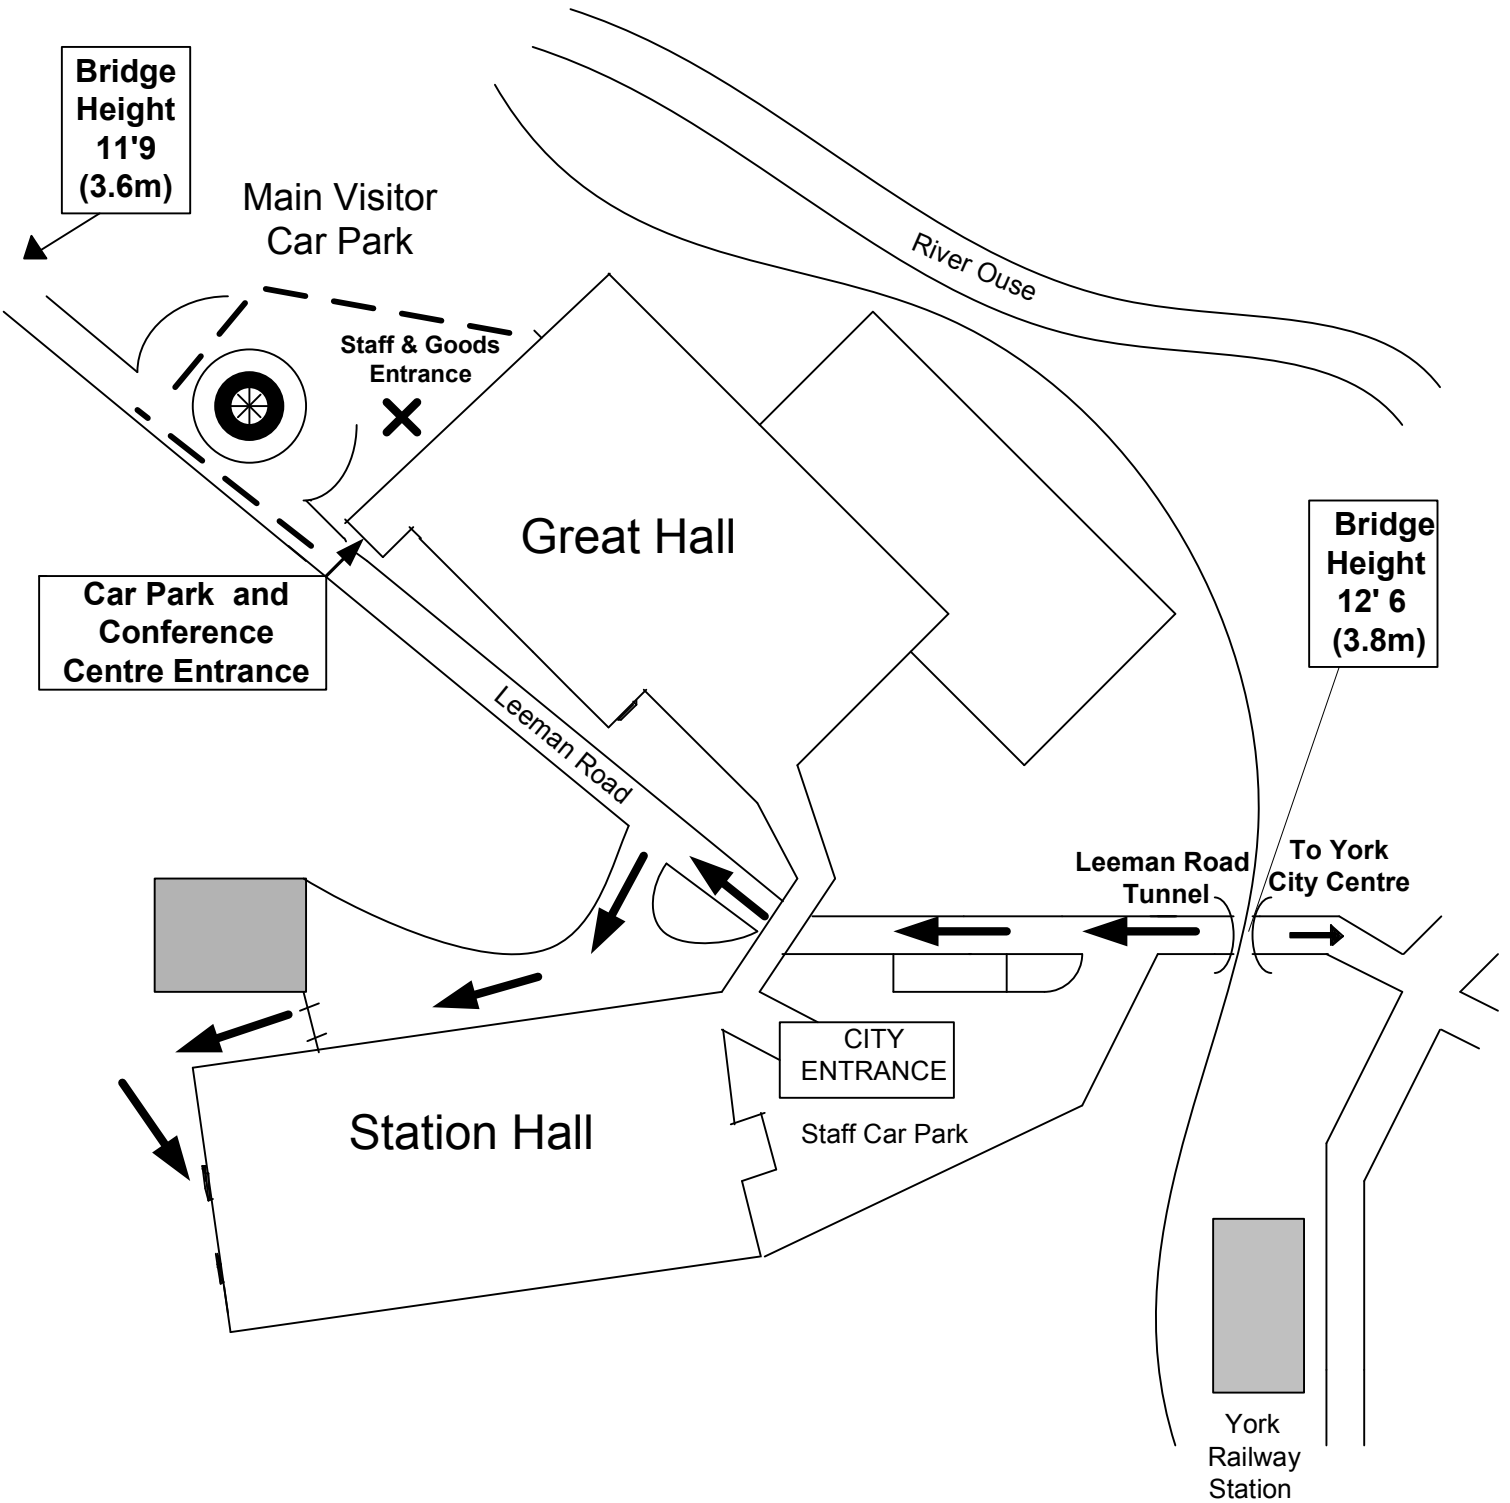 Bridge
Height
11'9
(3.6m)
Main Visitor
Car Park
River Ouse
Staff & Goods
Entrance
Great Hall
Bridge
Height
12' 6
(3.8m)
Car Park and
Conference
Centre Entrance
Leeman Road
Leeman Road
Tunnel
To York
City Centre
CITY
ENTRANCE
Station Hall
Staff Car Park
York
Railway
Station